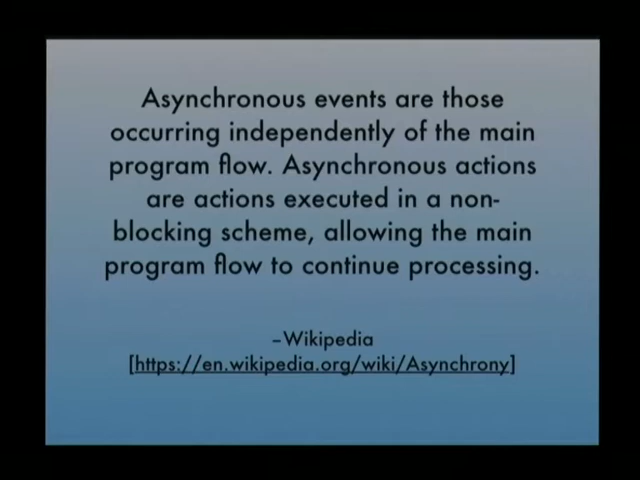 Asynchronous events are those
occurring independently of the main
program flow. Asynchronous actions
are actions executed in a non-
blocking scheme, allowing the main
program flow to continue processing.
–Wikipedia
[https://en.wikipedia.org/wiki/Asynchrony]